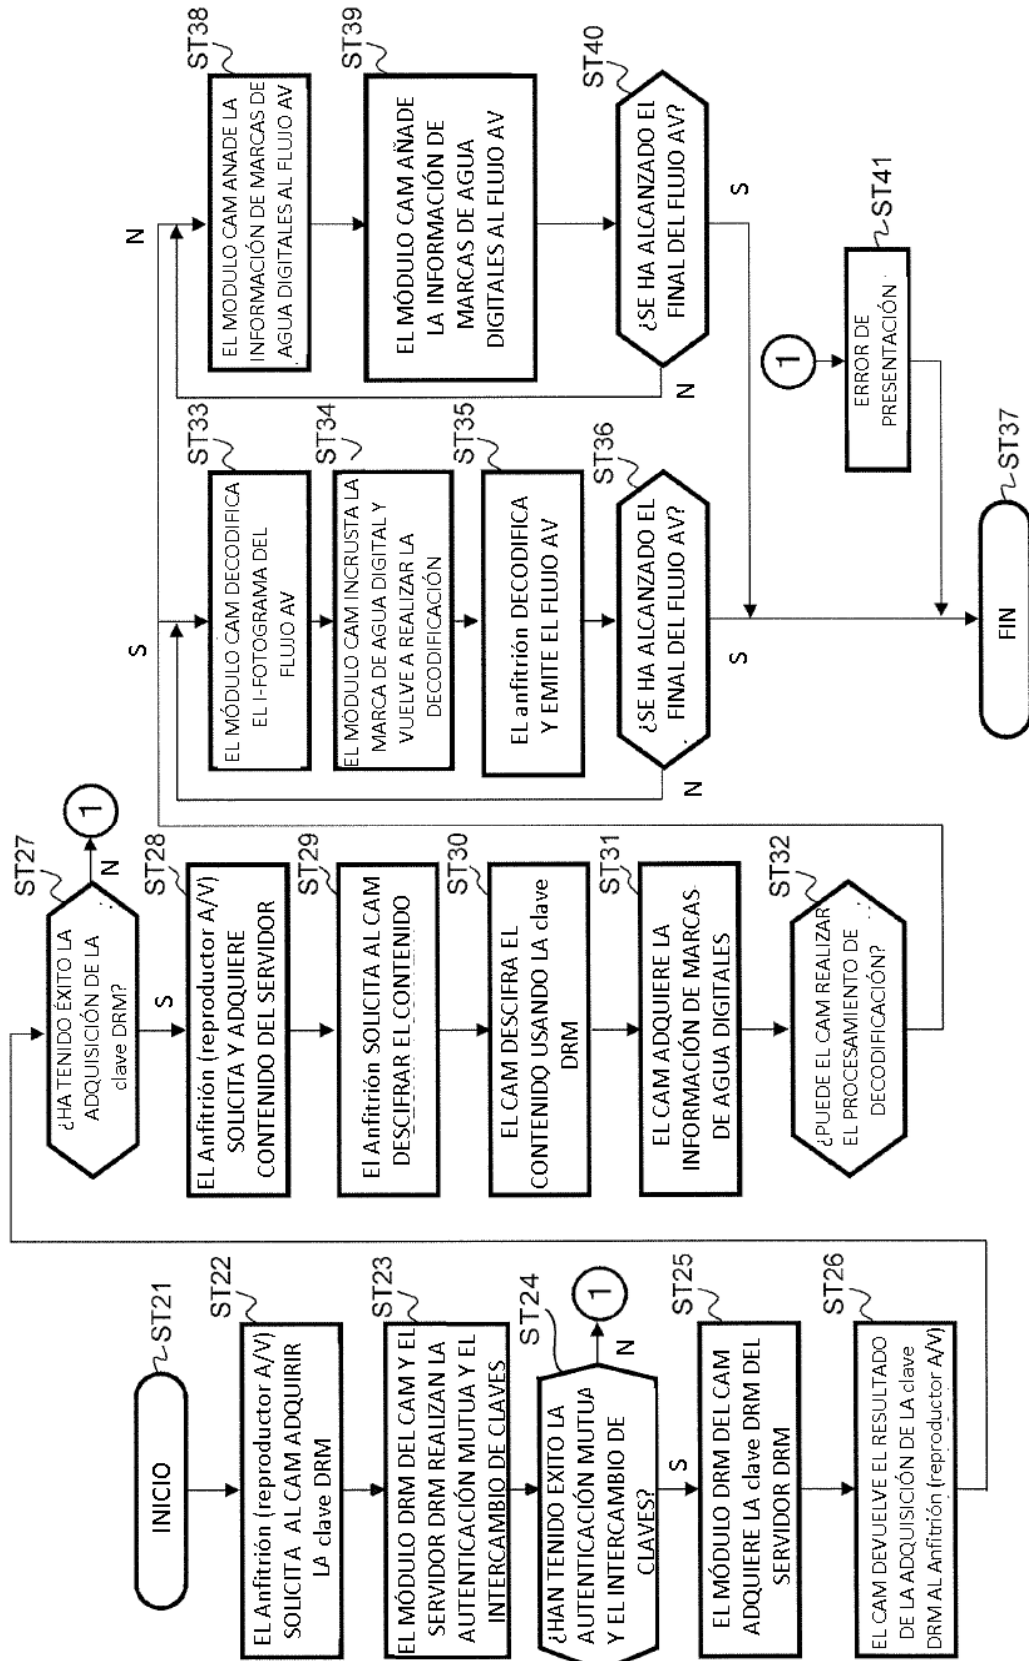 INICIO
ST21
El Anfitrión (reproductor A/V)
SOLICITA AL CAM ADQUIRIR
LA clave DRM
ST22
EL MÓDULO DRM DEL CAM Y EL
SERVIDOR DRM REALIZAN LA
AUTENTICACIÓN MUTUA Y EL
INTERCAMBIO DE CLAVES
ST23
¿HAN TENIDO EXITO LA
AUTENTICACIÓN MUTUA
Y EL INTERCAMBIO DE
CLAVES?
ST24
N
1
S
EL MÓDULO DRM DEL CAM
ADQUIERE LA clave DRM DEL
SERVIDOR DRM
ST25
EL CAM DEVUELVE EL RESULTADO
DE LA ADQUISICIÓN DE LA clave
DRM AL Anfitrión (reproductor A/V)
ST26
¿HA TENIDO ÉXITO LA
ADQUISICIÓN DE LA
clave DRM?
ST27
N
1
S
EL Anfitrión (reproductor A/V)
SOLICITA Y ADQUIERE
CONTENIDO DEL SERVIDOR
ST28
El Anfitrión SOLICITA AL CAM
DESCIFRAR EL CONTENIDO
ST29
EL CAM DESCIFRA EL
CONTENIDO USANDO LA clave
DRM
ST30
EL CAM ADQUIERE LA
INFORMACIÓN DE MARCAS
DE AGUA DIGITALES
ST31
¿PUEDE EL CAM REALIZAR
EL PROCESAMIENTO DE
DECODIFICACIÓN?
ST32
S
EL MÓDULO CAM DECODIFICA
EL I-FOTOGRAMA DEL
FLUJO AV
ST33
EL MÓDULO CAM INCRUSTA LA
MARCA DE AGUA DIGITAL Y
VUELVE A REALIZAR LA
DECODIFICACIÓN
ST34
EL anfitrión DECODIFICA
Y EMITE EL FLUJO AV
ST35
¿SE HA ALCANZADO EL
FINAL DEL FLUJO AV?
ST36
N
S
FIN
ST37
N
EL MODULO CAM ANADE LA
INFORMACIÓN DE MARCAS DE
AGUA DIGITALES AL FLUJO AV
ST38
EL MÓDULO CAM AÑADE
LA INFORMACIÓN DE
MARCAS DE AGUA
DIGITALES AL FLUJO AV
ST39
¿SE HA ALCANZADO EL
FINAL DEL FLUJO AV?
ST40
N
S
1
ERROR DE
PRESENTACIÓN
ST41